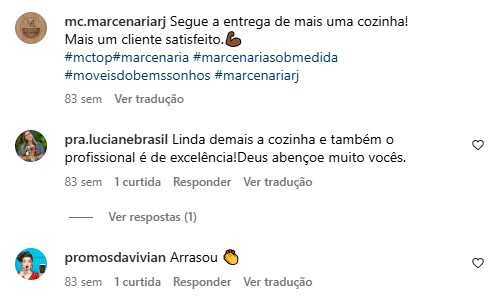 mc.marcenariarj Segue a entrega de mais uma cozinha!
Mais um cliente satisfeito.💪🏿
#mctop#marcenaria #marcenariasobmedida
#moveisdobemssonhos #marcenariarj
83 sem Ver tradução
pra.lucianebrasil Linda demais a cozinha e também o
profissional é de excelência!Deus abençoe muito vocês.
83 sem 1 curtida Responder Ver tradução
Ver respostas (1)
promosdavivian Arrasou 👏
83 sem 1 curtida Responder Ver tradução